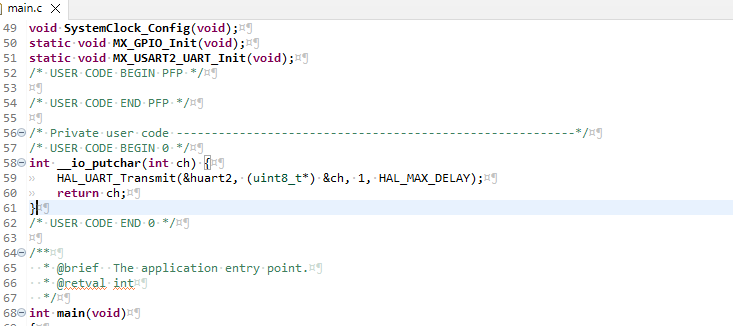 main.c
49 void SystemClock_Config(void);
50 static void MX_GPIO_Init(void);
51 static void MX_USART2_UART_Init(void);
52 /* USER CODE BEGIN PFP */
53
54 /* USER CODE END PFP */
55
56 /* Private user code ---------------------------------------------------------*/
57 /* USER CODE BEGIN 0 */
58 int __io_putchar(int ch) {
59 HAL_UART_Transmit(&huart2, (uint8_t*) &ch, 1, HAL_MAX_DELAY);
60 return ch;
61 }
62 /* USER CODE END 0 */
63
64 /**
65 * @brief  The application entry point.
66 * @retval int
67 */
68 int main(void)